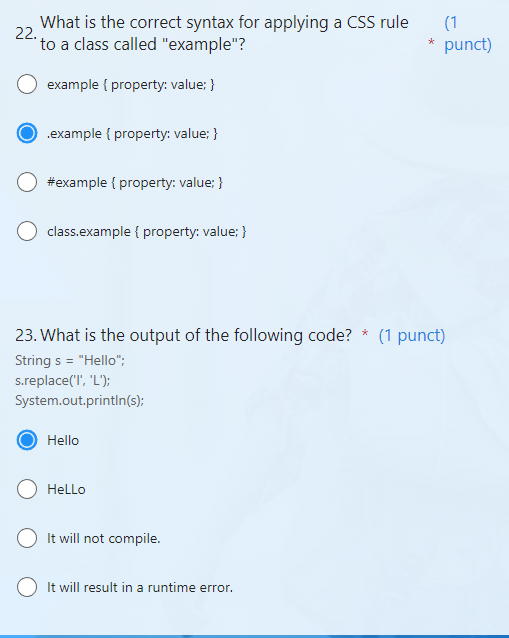 22. What is the correct syntax for applying a CSS rule to a class called "example"? * (1 punct)
example { property: value; }
.example { property: value; }
#example { property: value; }
class.example { property: value; }
23. What is the output of the following code? * (1 punct)
String s = "Hello";
s.replace('l', 'L');
System.out.println(s);
Hello
HeLLo
It will not compile.
It will result in a runtime error.